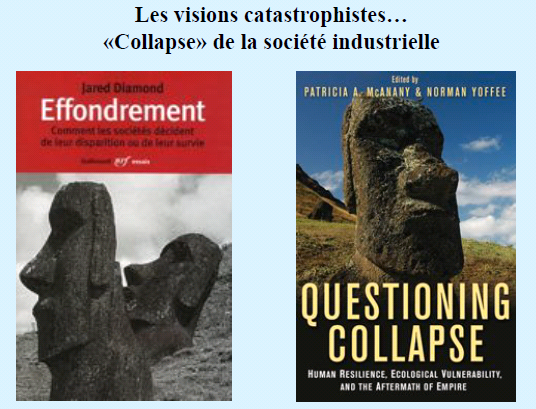 Les visions catastrophistes…
«Collapse» de la société industrielle
Jared Diamond
Effondrement
Comment les sociétés décident
de leur disparition ou de leur survie
Gallimard nrf essais
Edited by
PATRICIA A. McANANY & NORMAN YOFFEE
QUESTIONING
COLLAPSE
HUMAN RESILIENCE, ECOLOGICAL VULNERABILITY,
AND THE AFTERMATH OF EMPIRE